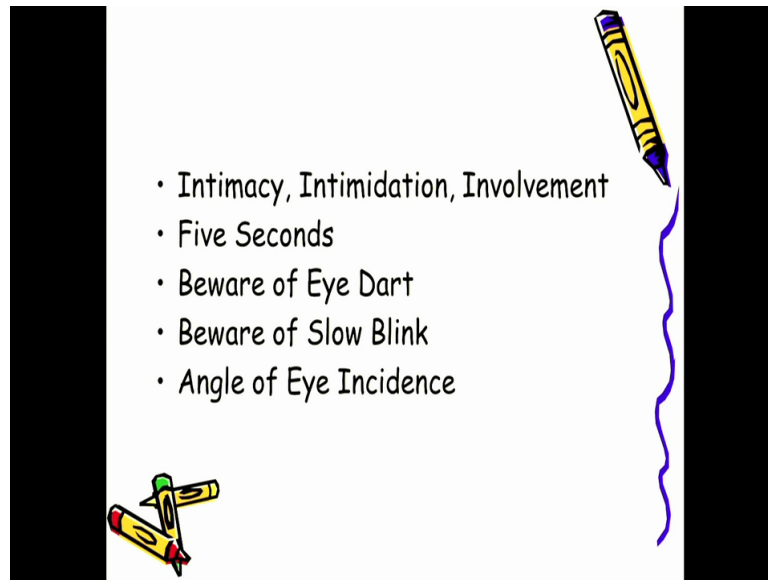 • Intimacy, Intimidation, Involvement
• Five Seconds
• Beware of Eye Dart
• Beware of Slow Blink
• Angle of Eye Incidence